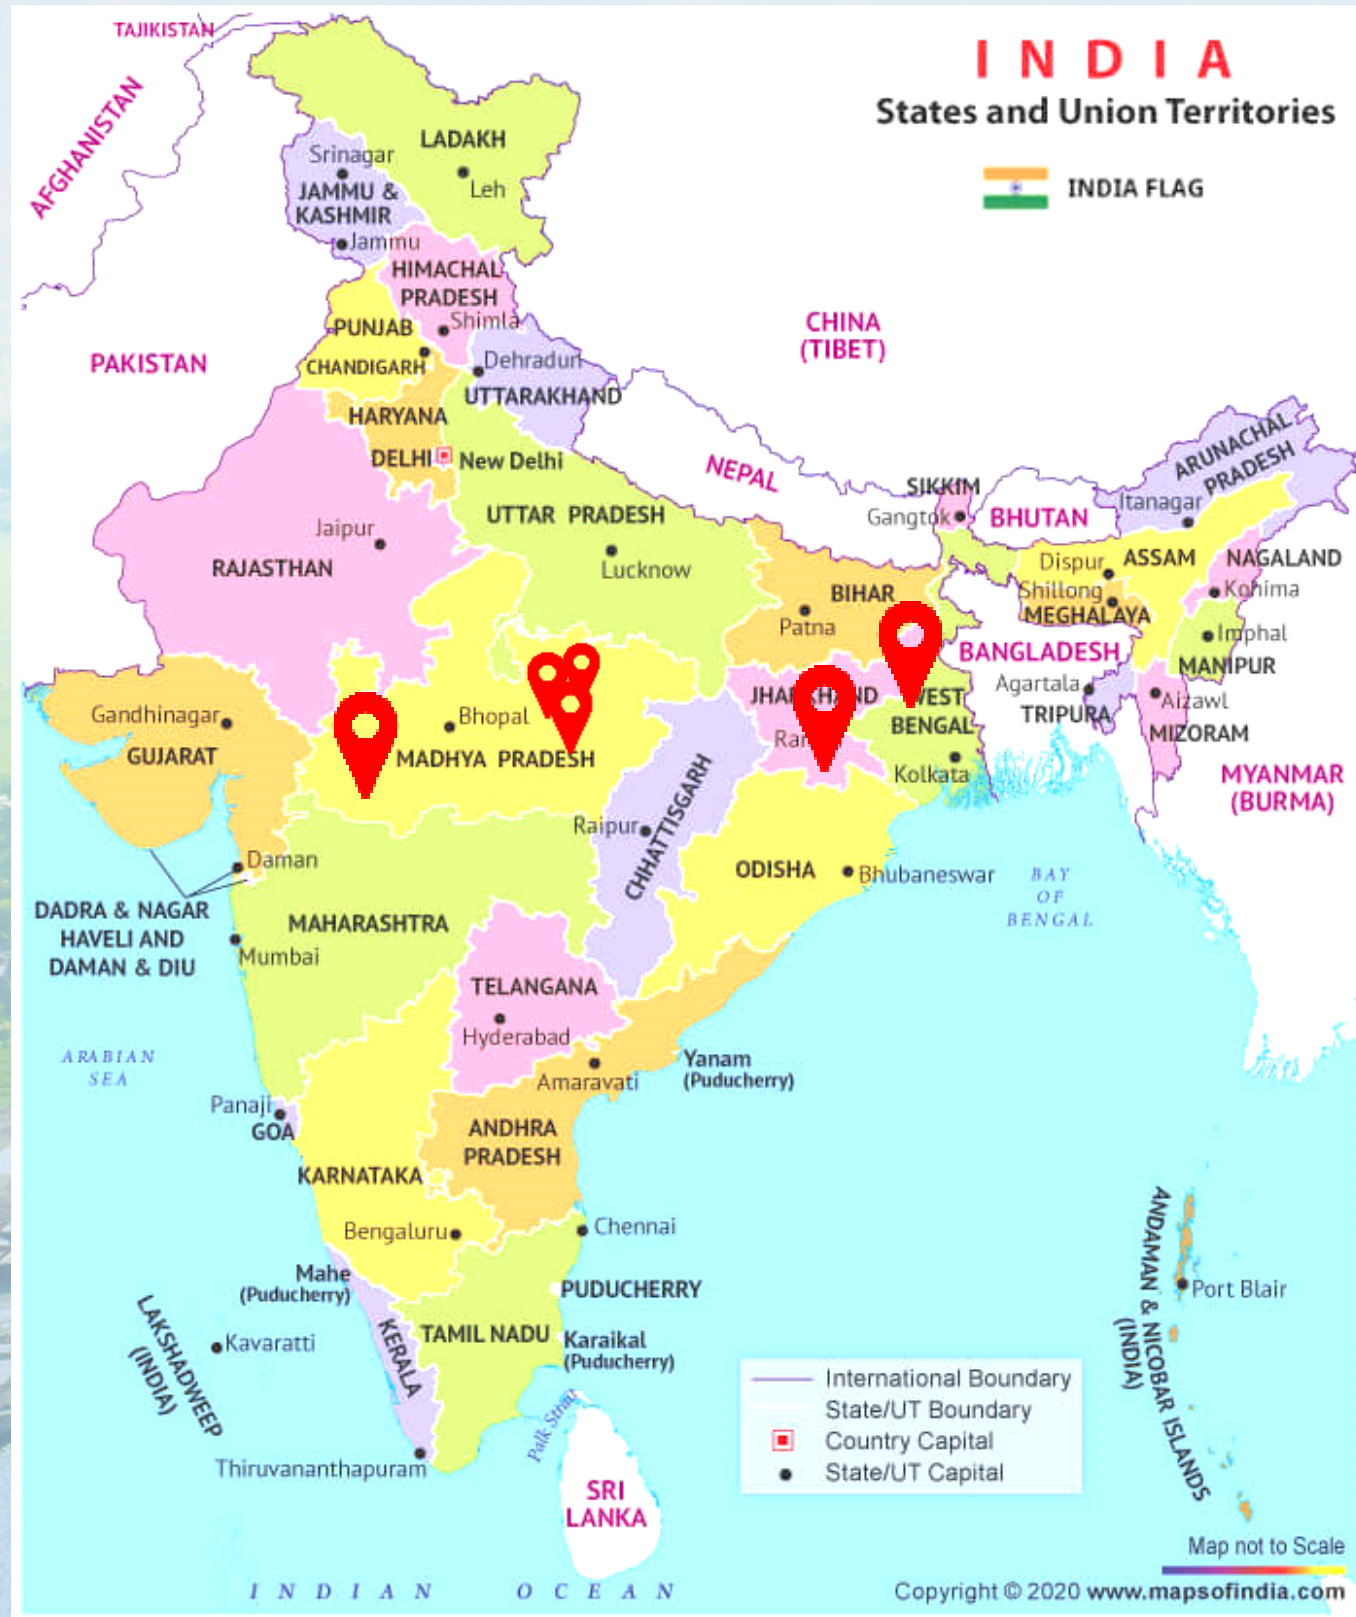 INDIA
States and Union Territories
INDIA FLAG
TAJIKISTAN
AFGHANISTAN
LADAKH
Srinagar
Leh
JAMMU &
KASHMIR
Jammu
HIMACHAL
PRADESH
Shimla
PUNJAB
CHANDIGARH
Dehradun
UTTARAKHAND
CHINA
(TIBET)
PAKISTAN
HARYANA
DELHI
New Delhi
NEPAL
SIKKIM
Gangtok
BHUTAN
ARUNACHAL
PRADESH
Itanagar
UTTAR PRADESH
Lucknow
Jaipur
RAJASTHAN
BIHAR
Patna
Dispur
ASSAM
NAGALAND
Kohima
Shillong
MEGHALAYA
Imphal
MANIPUR
BANGLADESH
Agartala
TRIPURA
Aizawl
MIZORAM
MYANMAR
(BURMA)
Gandhinagar
GUJARAT
Bhopal
MADHYA PRADESH
WEST
BENGAL
Kolkata
Raipur
CHHATTISGARH
ODISHA
Bhubaneswar
BAY
OF
BENGAL
Daman
DADRA & NAGAR
HAVELI AND
DAMAN & DIU
MAHARASHTRA
Mumbai
TELANGANA
Hyderabad
ARABIAN
SEA
Amaravati
Yanam
(Puducherry)
Panaji
GOA
ANDHRA
PRADESH
KARNATAKA
Bengaluru
Chennai
Mahe
(Puducherry)
PUDUCHERRY
TAMIL NADU
Karaikal
(Puducherry)
KERALA
LAKSHADWEEP
(INDIA)
Kavaratti
Thiruvananthapuram
Palk Strait
SRI
LANKA
ANDAMAN & NICOBAR ISLANDS
(INDIA)
Port Blair
International Boundary
State/UT Boundary
Country Capital
State/UT Capital
INDIAN OCEAN
Map not to Scale
Copyright © 2020 www.mapsofindia.com